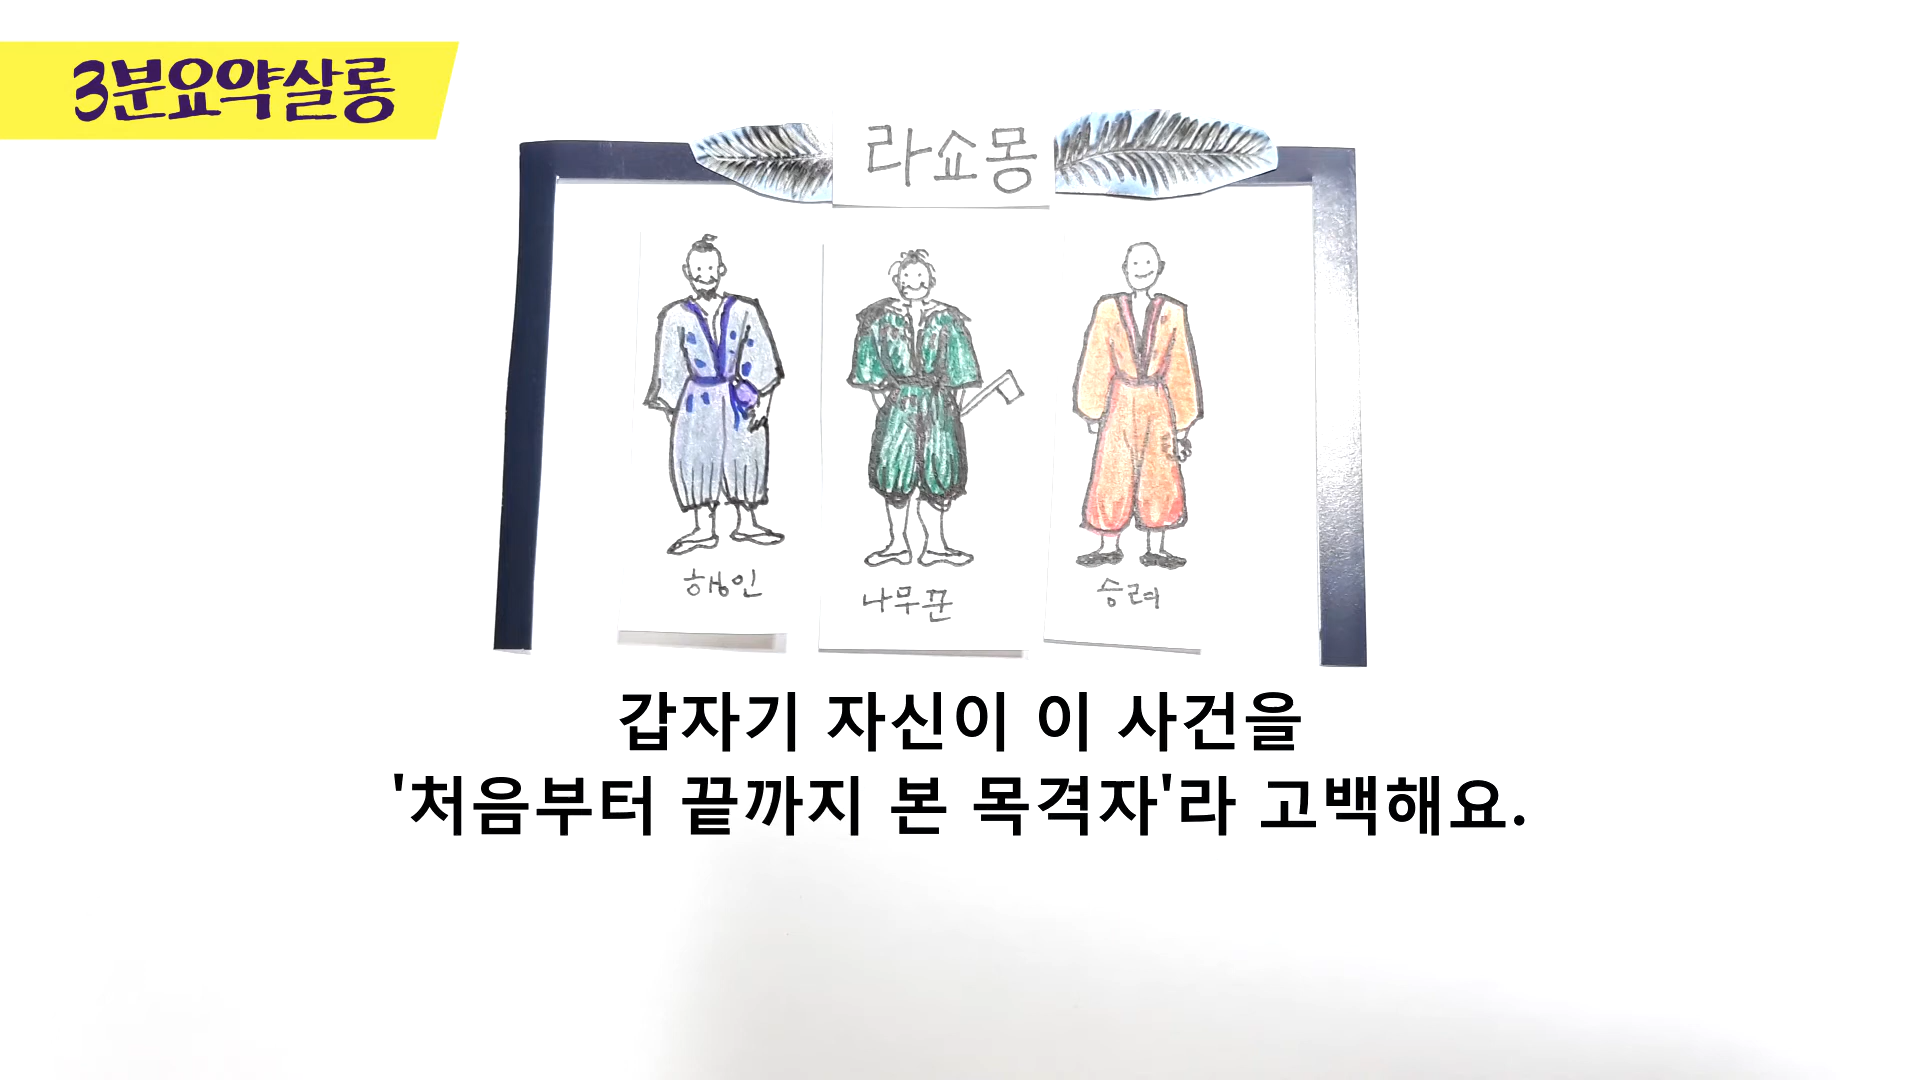 3분요약살롱
라쇼몽
행인
나무꾼
승려
갑자기 자신이 이 사건을
'처음부터 끝까지 본 목격자'라 고백해요.